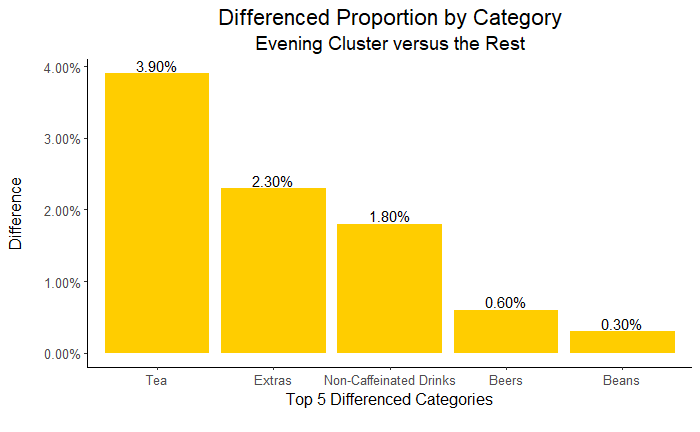 Differenced Proportion by Category
Evening Cluster versus the Rest
Difference
4.00%
3.00%
2.00%
1.00%
0.00%
3.90%
2.30%
1.80%
0.60%
0.30%
Tea
Extras
Non-Caffeinated Drinks
Beers
Beans
Top 5 Differenced Categories